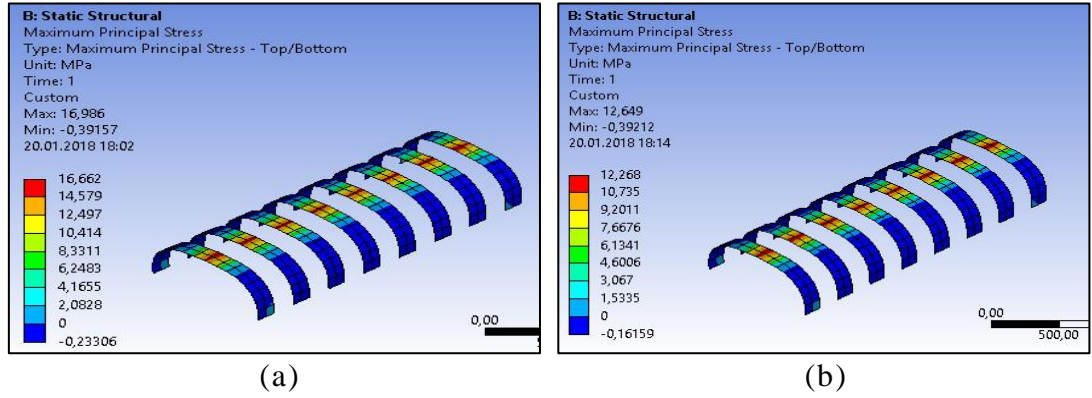 B: Static Structural
Maximum Principal Stress
Type: Maximum Principal Stress - Top/Bottom
Unit: MPa
Time: 1
Custom
Max: 16,986
Min: -0,39157
20.01.2018 18:02
16,662
14,579
12,497
10,414
8,3311
6,2483
4,1655
2,0828
0
-0,23306
0,00
(a)
B: Static Structural
Maximum Principal Stress
Type: Maximum Principal Stress - Top/Bottom
Unit: MPa
Time: 1
Custom
Max: 12,649
Min: -0,39212
20.01.2018 18:14
12,268
10,735
9,2011
7,6676
6,1341
4,6006
3,067
1,5335
0
-0,16159
0,00
500,00
(b)